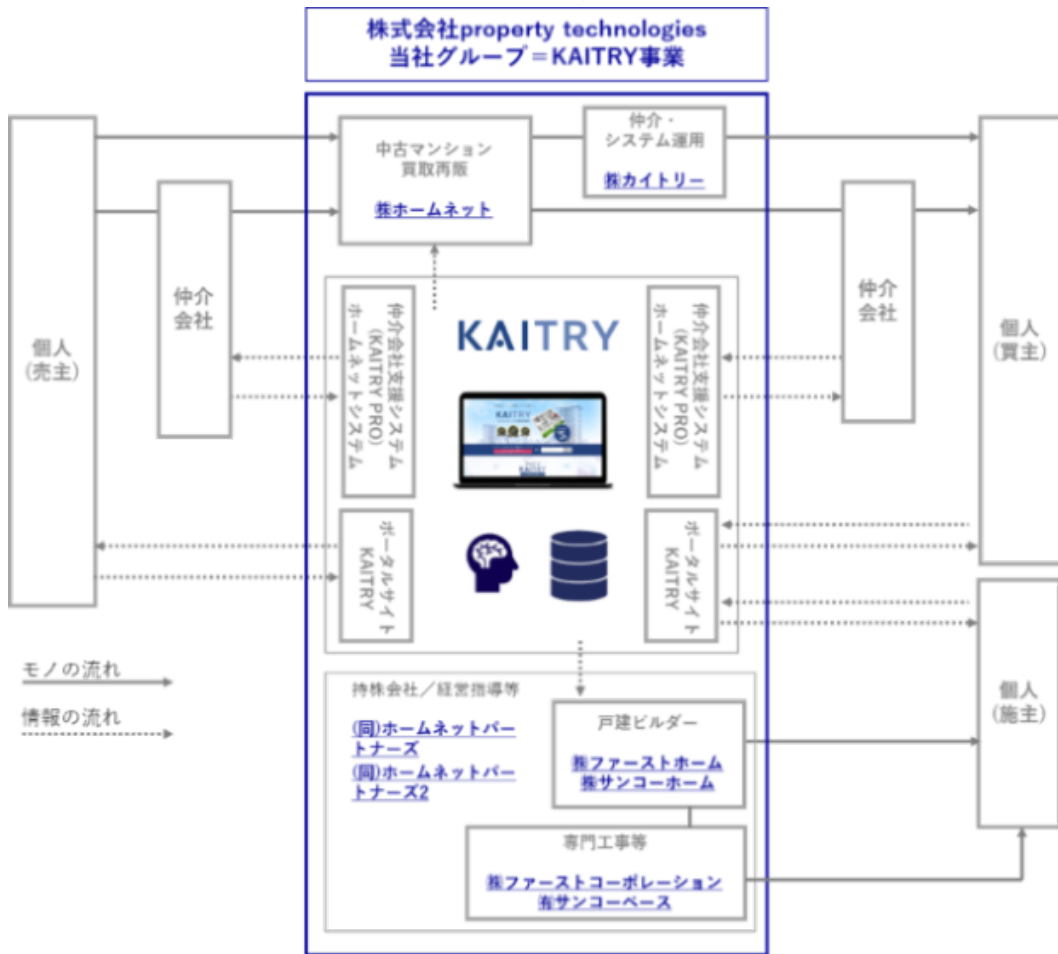 株式会社property technologies
当社グループ＝KAITRY事業
中古マンション
買取再販
㈱ホームネット
仲介・
システム運用
㈱カイトリー
個人
(売主)
仲介
会社
仲介会社支援システム
(KAITRY PRO)
ホームネットシステム
KAITRY
KAITRY
仲介会社支援システム
(KAITRY PRO)
ホームネットシステム
仲介
会社
個人
(買主)
ポータルサイト
KAITRY
ポータルサイト
KAITRY
モノの流れ
情報の流れ
持株会社／経営指導等
(同)ホームネットパー
トナーズ
(同)ホームネットパー
トナーズ2
戸建ビルダー
㈱ファーストホーム
㈱サンコーホーム
個人
(施主)
専門工事等
㈱ファーストコーポレーション
㈲サンコーベース